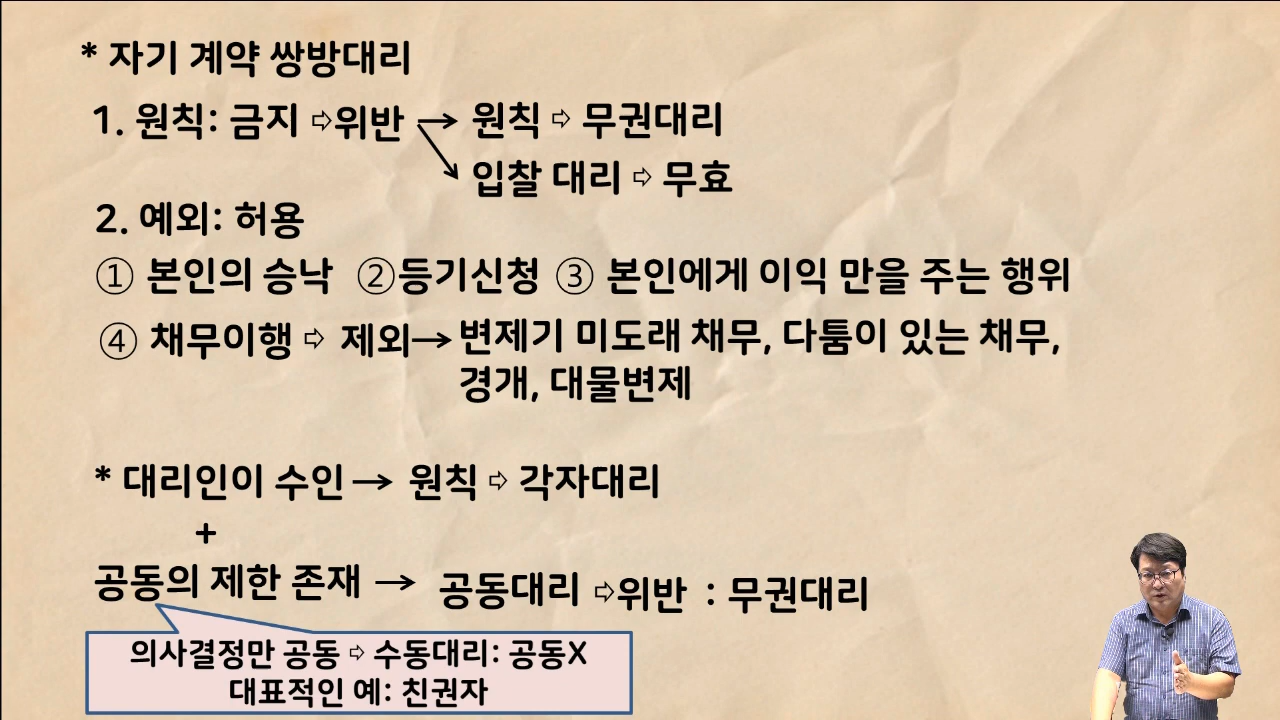 * 자기 계약 쌍방대리
1. 원칙: 금지 ⇨위반 → 원칙 ⇨ 무권대리
입찰 대리 ⇨ 무효
2. 예외: 허용
① 본인의 승낙 ②등기신청 ③ 본인에게 이익 만을 주는 행위
④ 채무이행 ⇨ 제외→변제기 미도래 채무, 다툼이 있는 채무,
경개, 대물변제
* 대리인이 수인→ 원칙 ⇨ 각자대리
+
공동의 제한 존재 → 공동대리 ⇨위반 : 무권대리
의사결정만 공동 ⇨ 수동대리: 공동X
대표적인 예: 친권자